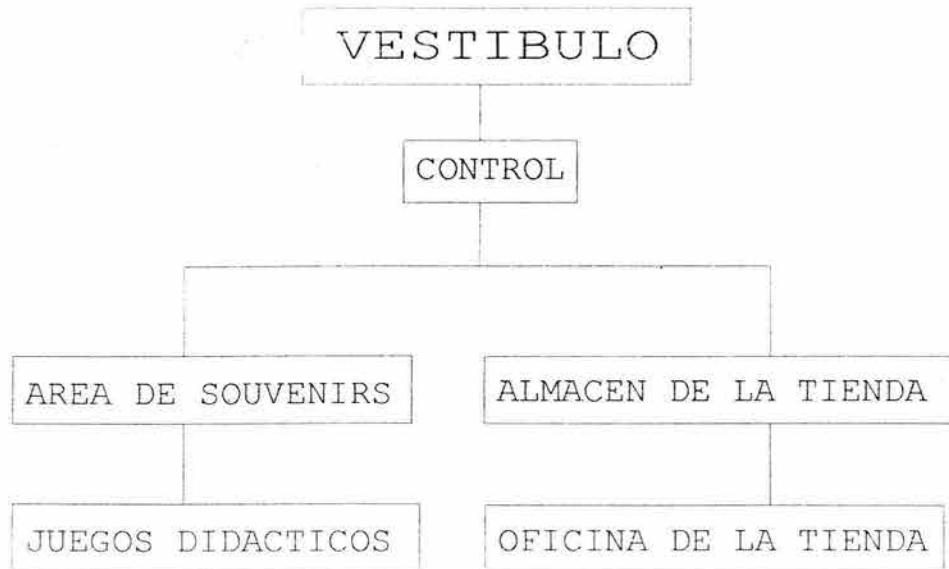 VESTIBULO
CONTROL
AREA DE SOUVENIRS
ALMACEN DE LA TIENDA
JUEGOS DIDACTICOS
OFICINA DE LA TIENDA